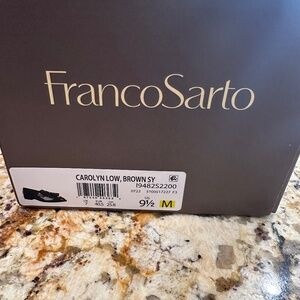 FrancoSarto
CAROLYN LOW, BROWN SY
I9482S2200
9½ M